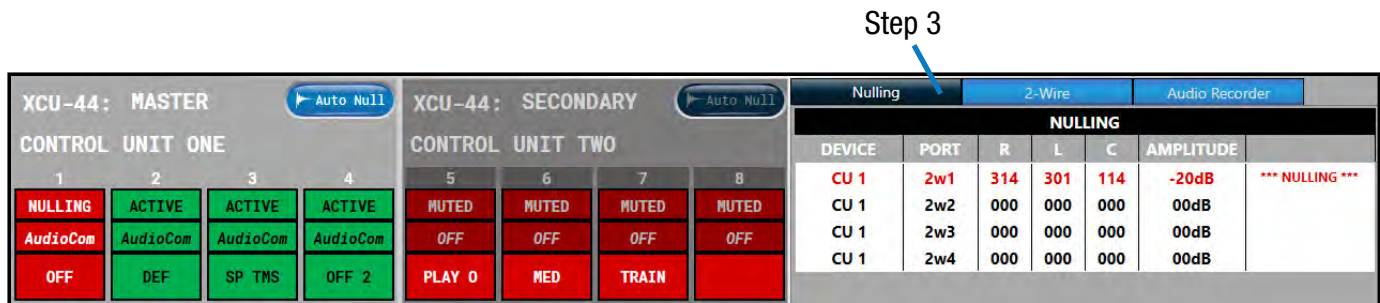 Step 3
XCU-44: MASTER Auto Null
CONTROL UNIT ONE
1 2 3 4
NULLING ACTIVE ACTIVE ACTIVE
AudioCom AudioCom AudioCom AudioCom
OFF DEF SP TMS OFF 2
XCU-44: SECONDARY Auto Null
CONTROL UNIT TWO
5 6 7 8
MUTED MUTED MUTED MUTED
OFF OFF OFF OFF
PLAY O MED TRAIN
Nulling 2-Wire Audio Recorder
NULLING
DEVICE PORT R L C AMPLITUDE
CU 1 2w1 314 301 114 -20dB *** NULLING ***
CU 1 2w2 000 000 000 00dB
CU 1 2w3 000 000 000 00dB
CU 1 2w4 000 000 000 00dB